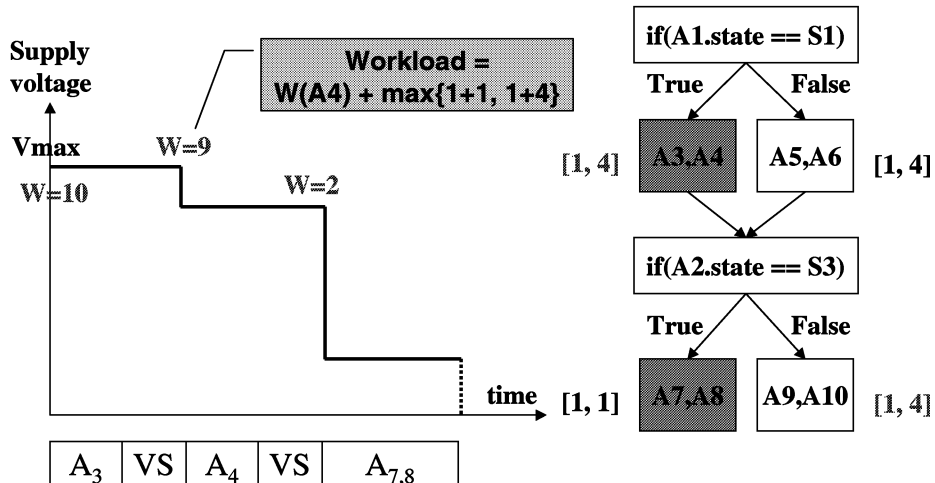 Supply
voltage
Workload =
W(A4) + max{1+1, 1+4}
Vmax
W=9
W=10
W=2
time
A3
VS
A4
VS
A7,8
if(A1.state == S1)
True
False
[1, 4]
A3,A4
A5,A6
[1, 4]
if(A2.state == S3)
True
False
[1, 1]
A7,A8
A9,A10
[1, 4]